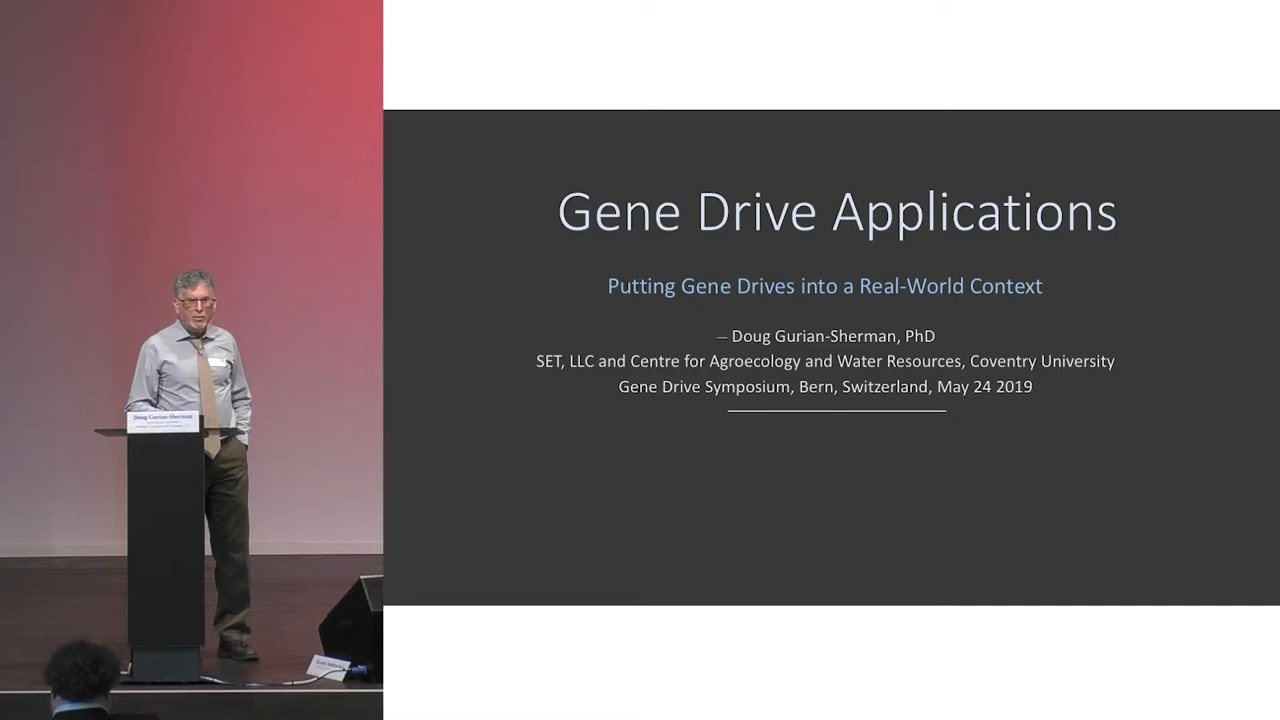 Gene Drive Applications
Putting Gene Drives into a Real-World Context
— Doug Gurian-Sherman, PhD
SET, LLC and Centre for Agroecology and Water Resources, Coventry University
Gene Drive Symposium, Bern, Switzerland, May 24 2019
Doug Gurian-Sherman